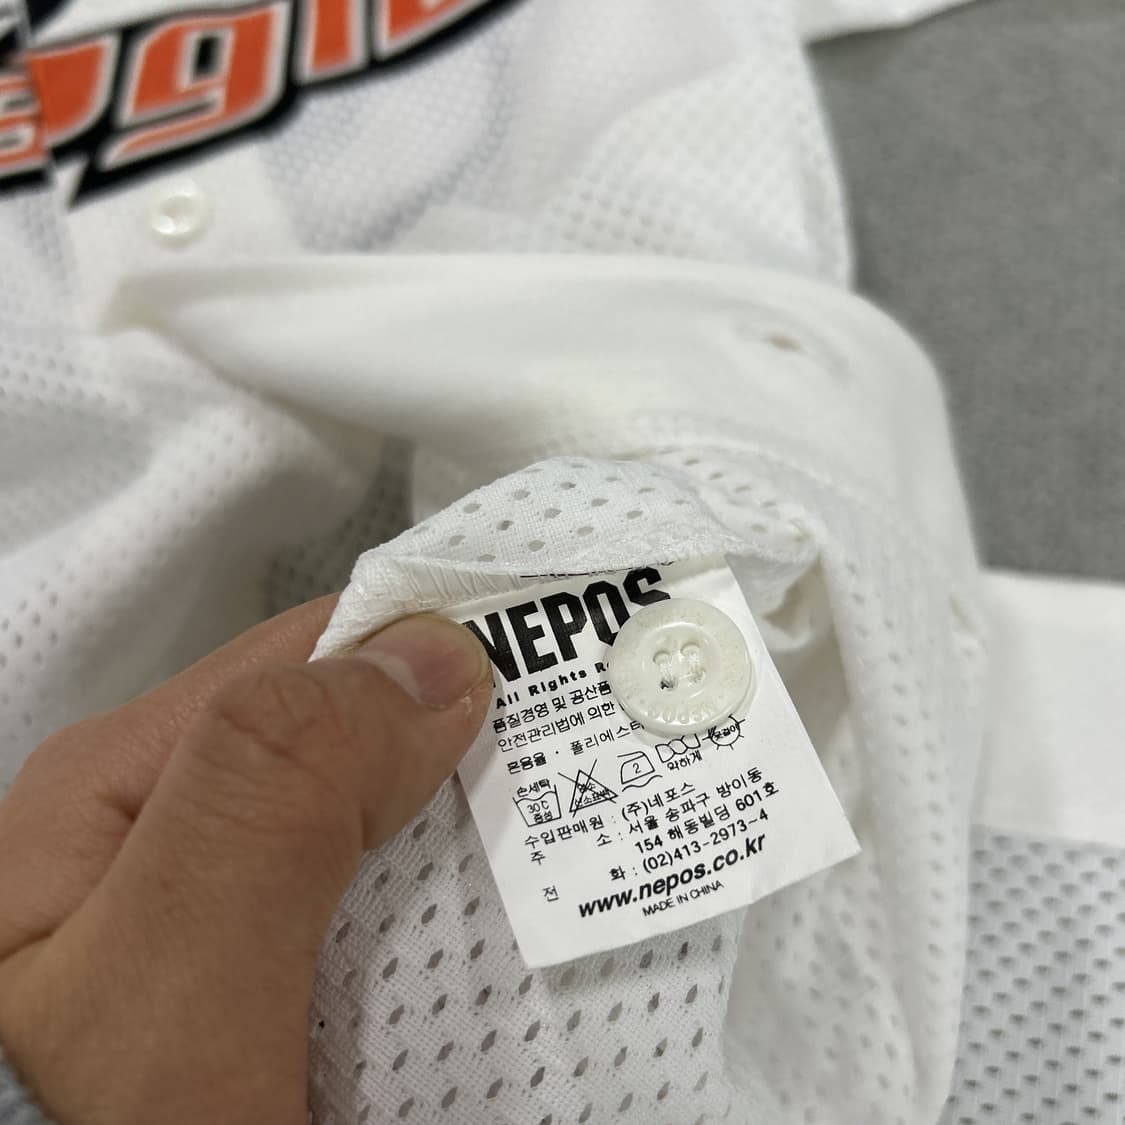 eagle
NEPOS
All Rights R
품질경영 및 공산품
안전관리법에 의한
혼용율 · 폴리에스터
손세탁
30℃
중성
2
약하게
수입판매원 : (주)네포스
주 소 : 서울 송파구 방이동
154 해동빌딩 601호
전 화 : (02)413-2973~4
www.nepos.co.kr
MADE IN CHINA